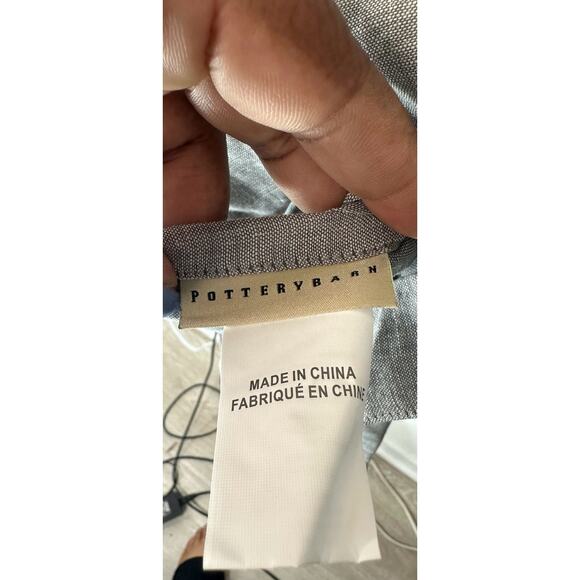 POTTERYBARN
MADE IN CHINA
FABRIQUÉ EN CHINE